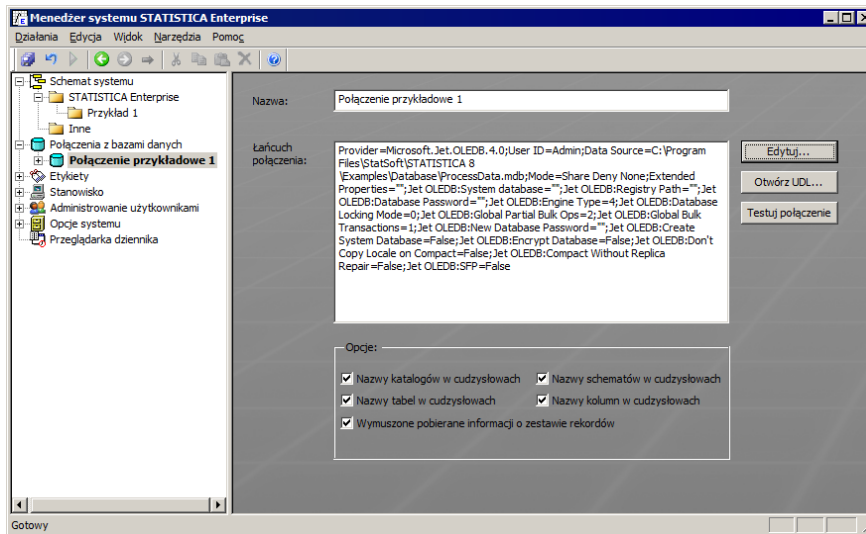 Menedżer systemu STATISTICA Enterprise
Działania Edycja Widok Narzędzia Pomoc
Schemat systemu
STATISTICA Enterprise
Przykład 1
Inne
Połączenia z bazami danych
Połączenie przykładowe 1
Etykiety
Stanowisko
Administrowanie użytkownikami
Opcje systemu
Przeglądarka dziennika
Nazwa:
Połączenie przykładowe 1
Łańcuch
połączenia:
Provider=Microsoft.Jet.OLEDB.4.0;User ID=Admin;Data Source=C:\Program
Files\StatSoft\STATISTICA 8
\Examples\Database\ProcessData.mdb;Mode=Share Deny None;Extended
Properties="";Jet OLEDB:System database="";Jet OLEDB:Registry Path="";Jet
OLEDB:Database Password="";Jet OLEDB:Engine Type=4;Jet OLEDB:Database
Locking Mode=0;Jet OLEDB:Global Partial Bulk Ops=2;Jet OLEDB:Global Bulk
Transactions=1;Jet OLEDB:New Database Password="";Jet OLEDB:Create
System Database=False;Jet OLEDB:Encrypt Database=False;Jet OLEDB:Don't
Copy Locale on Compact=False;Jet OLEDB:Compact Without Replica
Repair=False;Jet OLEDB:SFP=False
Edytuj...
Otwórz UDL...
Testuj połączenie
Opcje:
Nazwy katalogów w cudzysłowach Nazwy schematów w cudzysłowach
Nazwy tabel w cudzysłowach Nazwy kolumn w cudzysłowach
Wymuszone pobierane informacji o zestawie rekordów
Gotowy